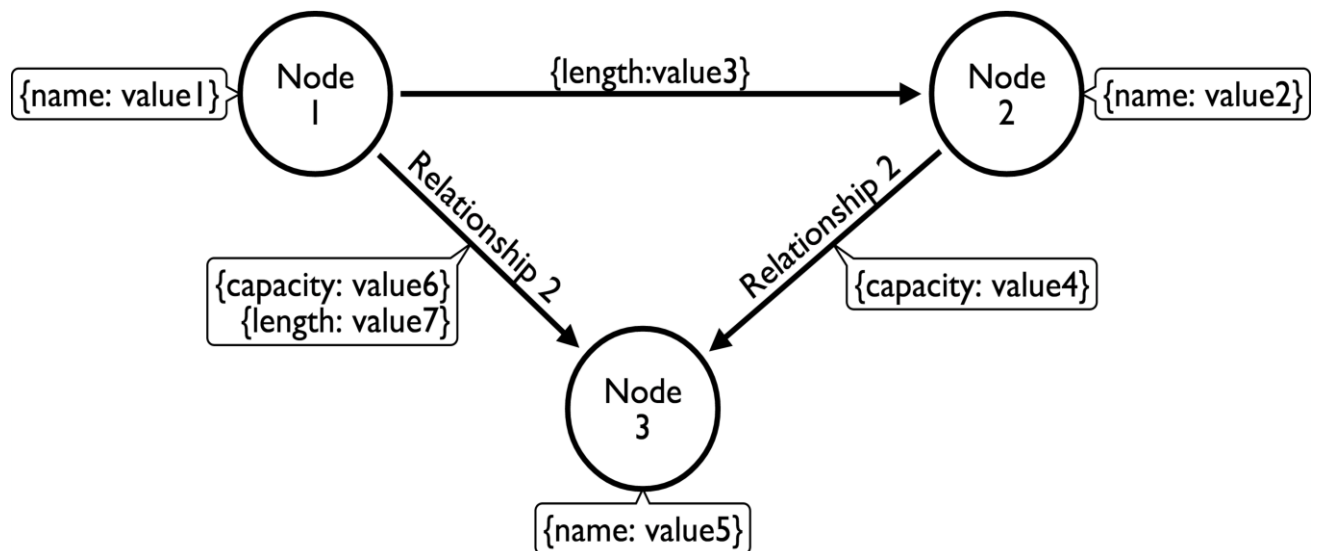 Node
1
{name: value1}
{length:value3}
Node
2
{name: value2}
Relationship 2
Relationship 2
{capacity: value6}
{length: value7}
{capacity: value4}
Node
3
{name: value5}